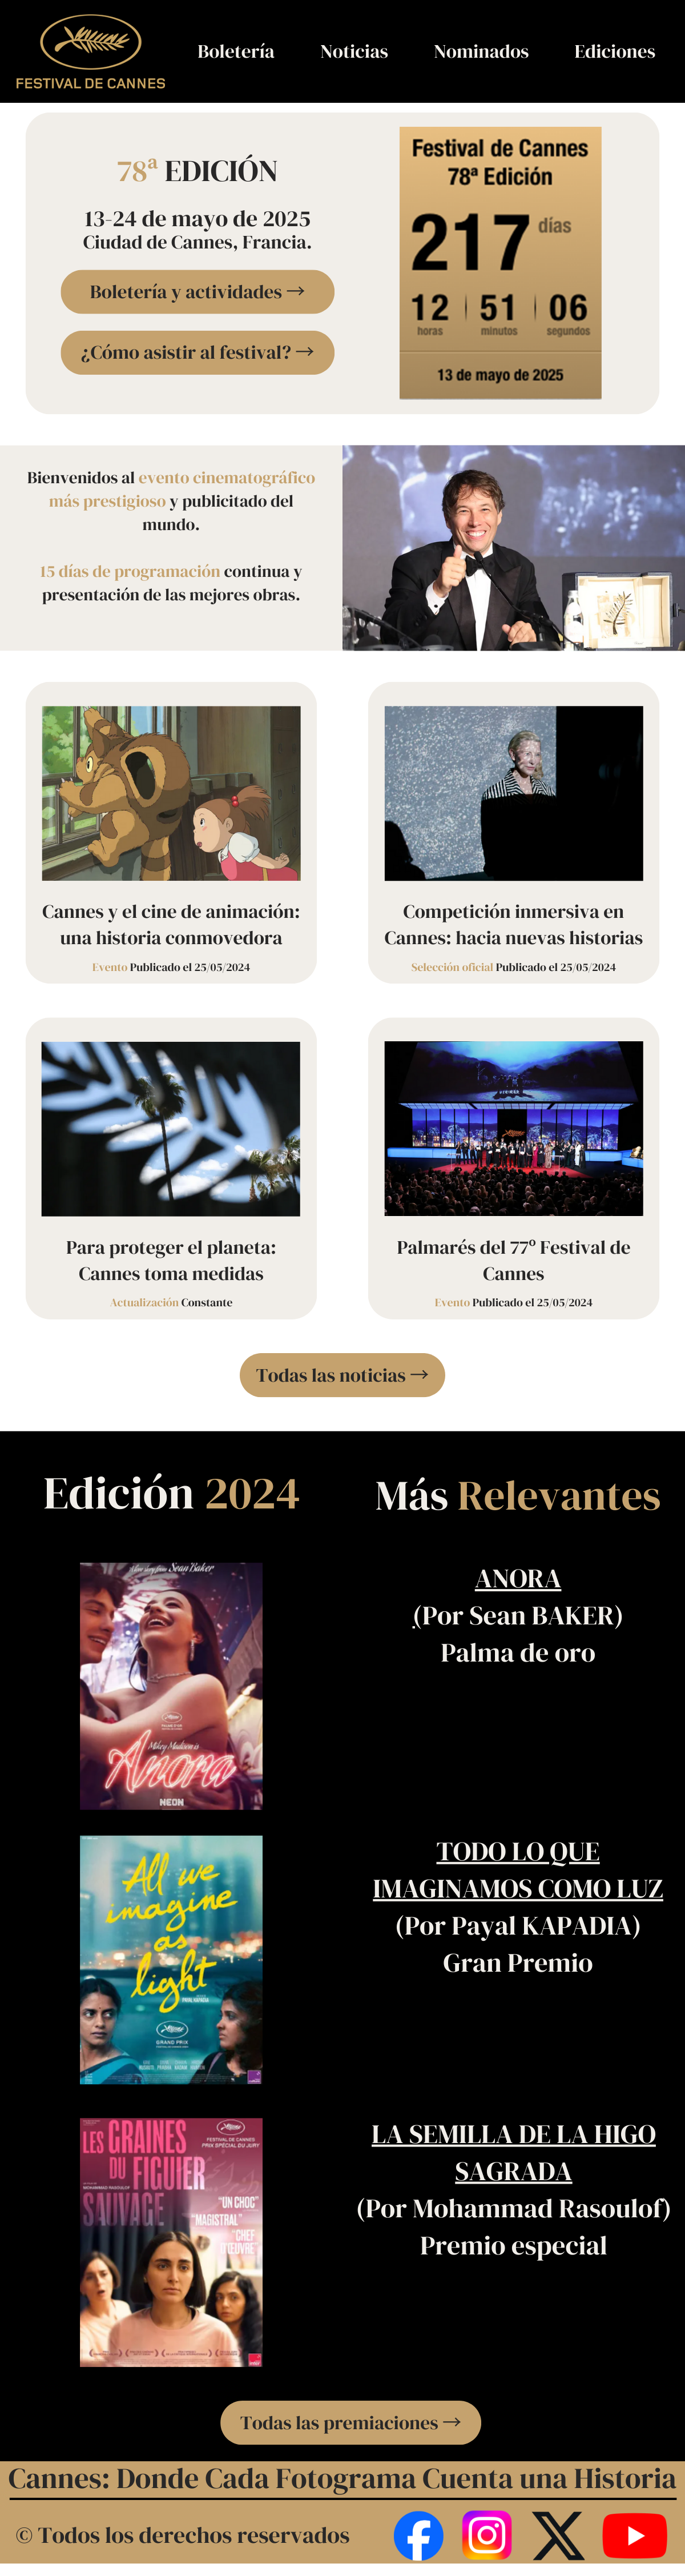 FESTIVAL DE CANNES
Boletería
Noticias
Nominados
Ediciones
78ª EDICIÓN
13-24 de mayo de 2025
Ciudad de Cannes, Francia.
Boletería y actividades →
¿Cómo asistir al festival? →
Festival de Cannes
78ª Edición
217 días
12 51 06
horas minutos segundos
13 de mayo de 2025
Bienvenidos al evento cinematográfico
más prestigioso y publicitado del
mundo.
15 días de programación continua y
presentación de las mejores obras.
Cannes y el cine de animación:
una historia conmovedora
Evento Publicado el 25/05/2024
Competición inmersiva en
Cannes: hacia nuevas historias
Selección oficial Publicado el 25/05/2024
Para proteger el planeta:
Cannes toma medidas
Actualización Constante
Palmarés del 77º Festival de
Cannes
Evento Publicado el 25/05/2024
Todas las noticias →
Edición 2024
Más Relevantes
Sean Baker
Mikey Madison is
Anora
NEON
ANORA
(Por Sean BAKER)
Palma de oro
All we
imagine
as
light
PAYAL KAPADIA
GRAND PRIX
TODO LO QUE
IMAGINAMOS COMO LUZ
(Por Payal KAPADIA)
Gran Premio
FESTIVAL DE CANNES
PRIX SPÉCIAL DU JURY
LES GRAINES
DU FIGUIER
SAUVAGE
MOHAMMAD RASOULOF
"UN CHOC"
"MAGISTRAL"
"CHEF
D'ŒUVRE"
LA SEMILLA DE LA HIGO
SAGRADA
(Por Mohammad Rasoulof)
Premio especial
Todas las premiaciones →
Cannes: Donde Cada Fotograma Cuenta una Historia
© Todos los derechos reservados